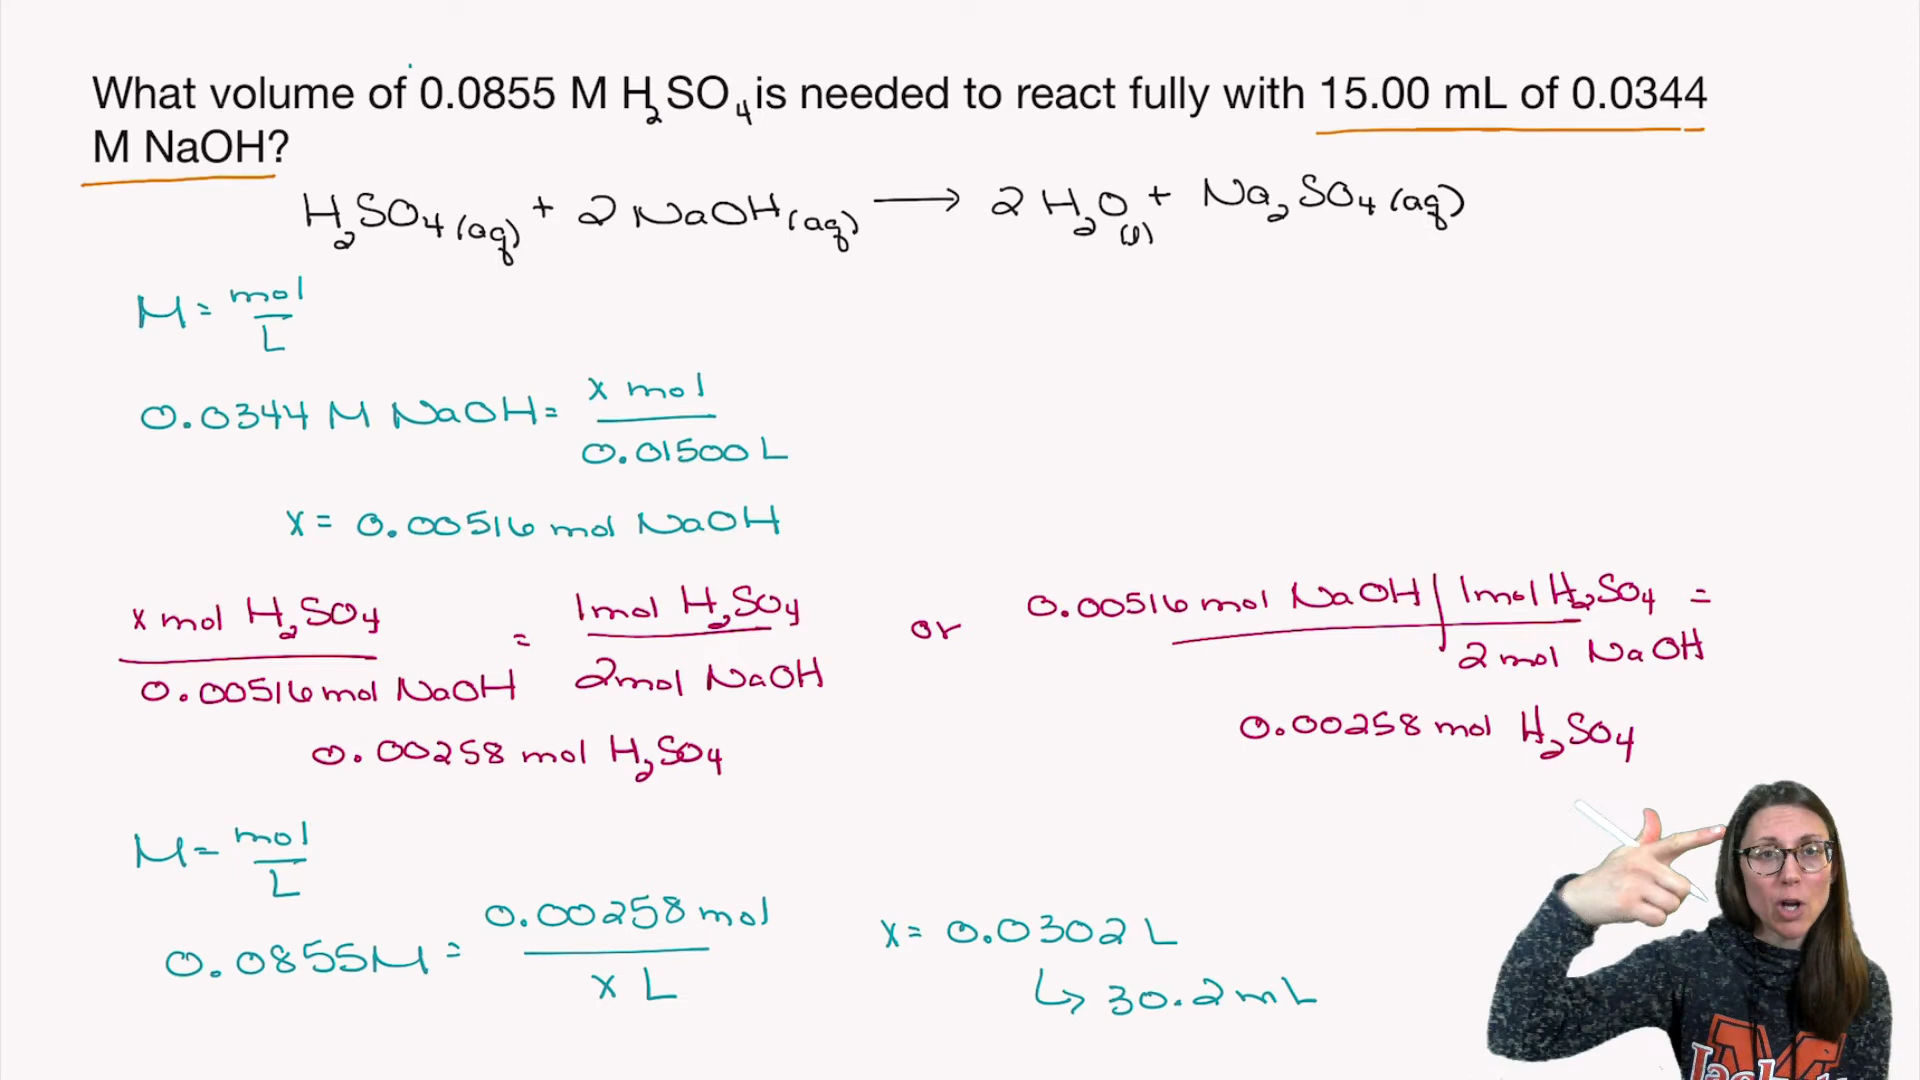 What volume of 0.0855 M H₂SO₄ is needed to react fully with 15.00 mL of 0.0344
M NaOH?
H₂SO₄(aq) + 2 NaOH(aq) ⟶ 2 H₂O(l) + Na₂SO₄(aq)
M = mol
L
0.0344 M NaOH = x mol
0.01500 L
x = 0.00516 mol NaOH
x mol H₂SO₄ = 1 mol H₂SO₄ or 0.00516 mol NaOH | 1 mol H₂SO₄ =
0.00516 mol NaOH 2 mol NaOH 2 mol NaOH
0.00258 mol H₂SO₄ 0.00258 mol H₂SO₄
M = mol
L
0.0855 M = 0.00258 mol
x L
x = 0.0302 L
↳ 30.2 mL